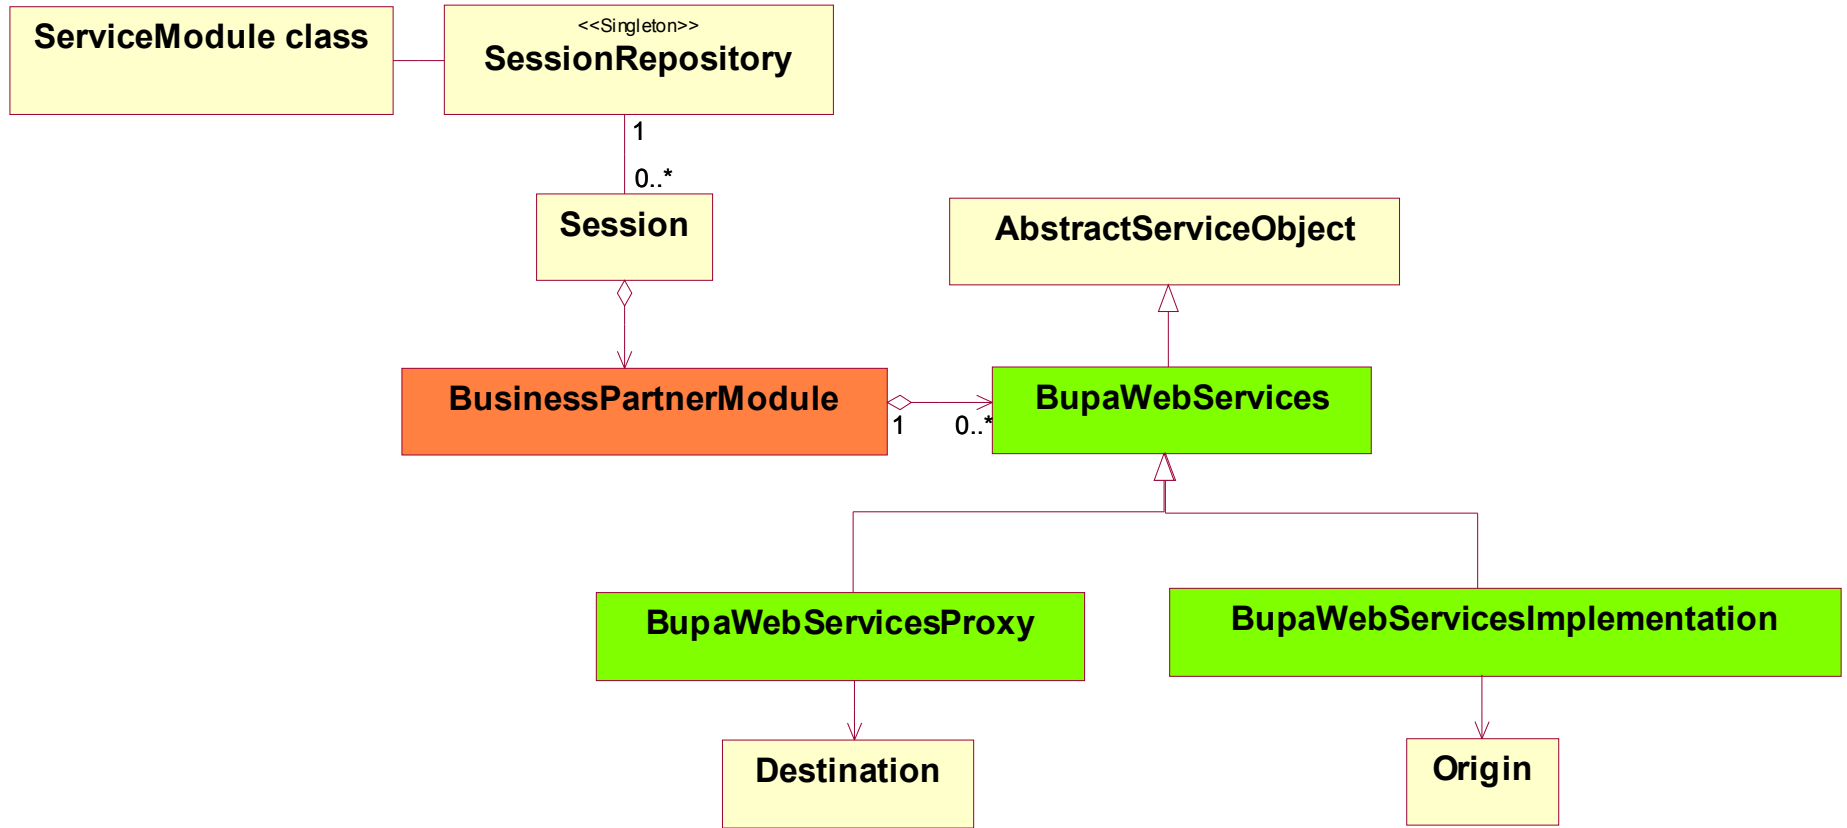 ServiceModule class
<<Singleton>>
SessionRepository
1
0..*
Session
AbstractServiceObject
BusinessPartnerModule
1
0..*
BupaWebServices
BupaWebServicesProxy
BupaWebServicesImplementation
Destination
Origin